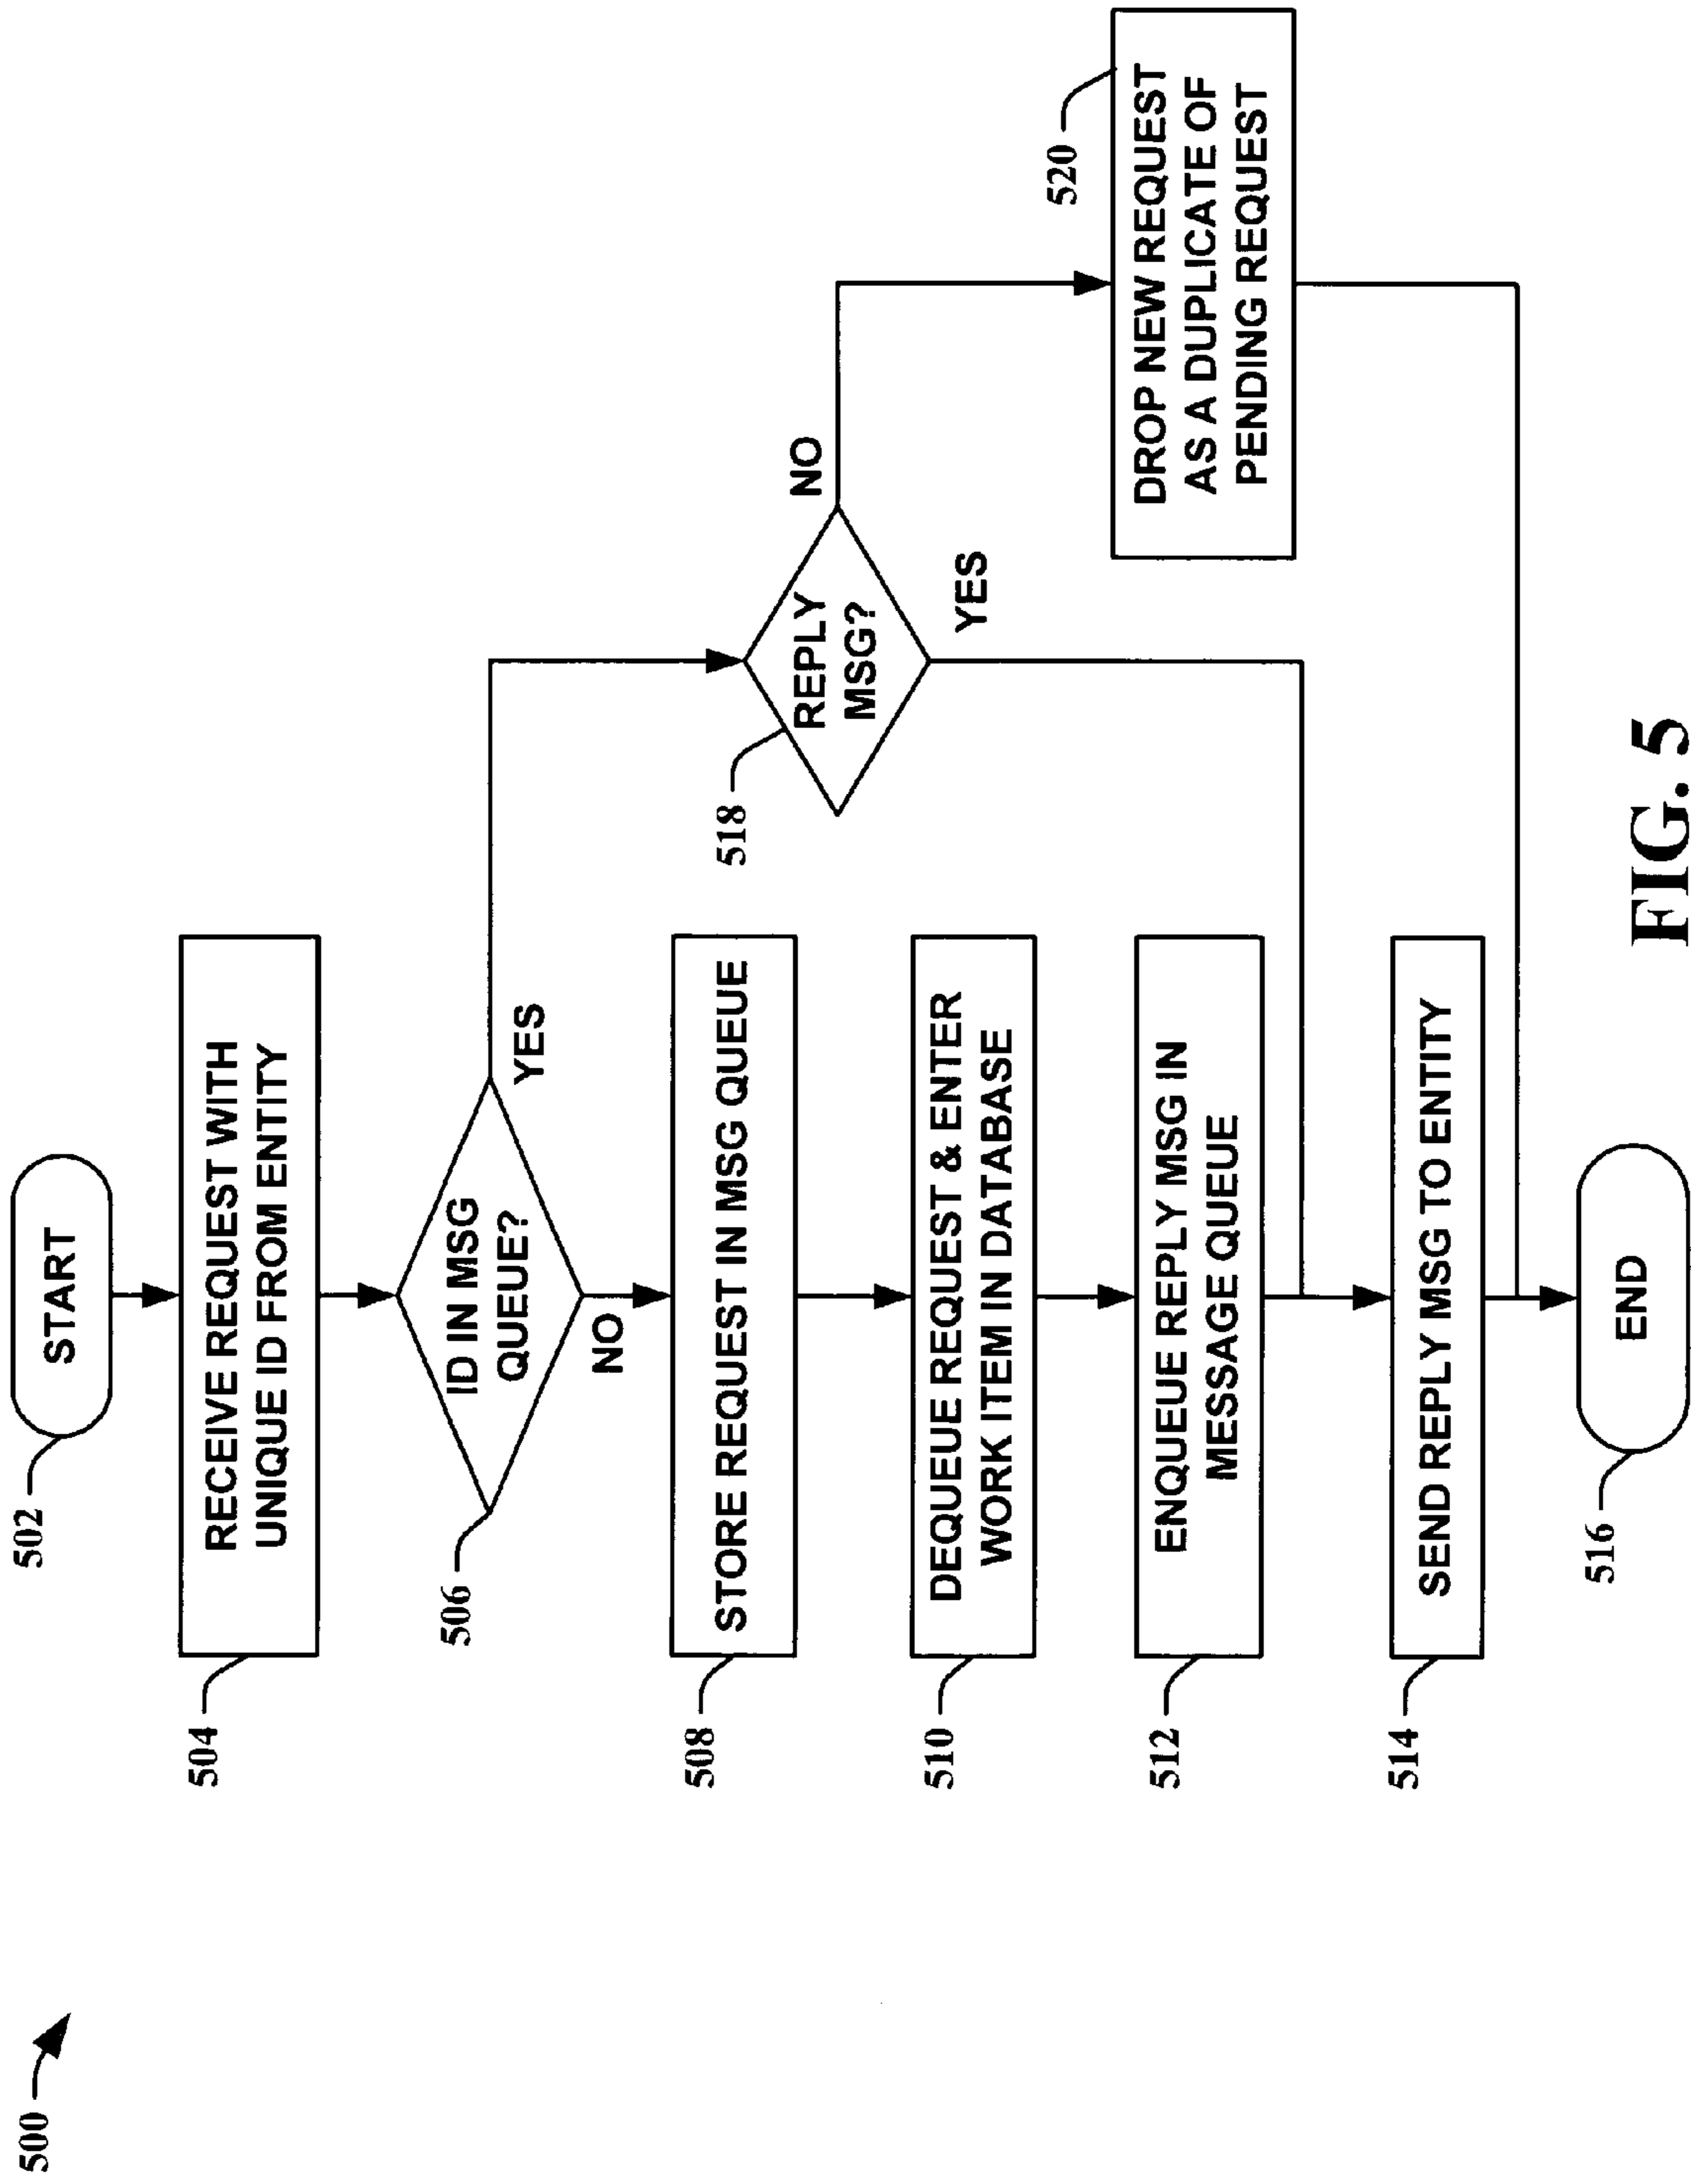 500
502
START
504
RECEIVE REQUEST WITH
UNIQUE ID FROM ENTITY
506
ID IN MSG
QUEUE?
YES
NO
508
STORE REQUEST IN MSG QUEUE
510
DEQUEUE REQUEST & ENTER
WORK ITEM IN DATABASE
512
ENQUEUE REPLY MSG IN
MESSAGE QUEUE
514
SEND REPLY MSG TO ENTITY
516
END
518
REPLY
MSG?
NO
YES
520
DROP NEW REQUEST
AS A DUPLICATE OF
PENDING REQUEST
FIG. 5